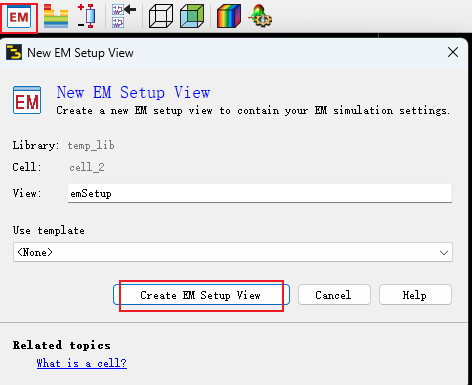 EM
New EM Setup View
EM New EM Setup View
Create a new EM setup view to contain your EM simulation settings.
Library: temp_lib
Cell: cell_2
View: emSetup
Use template
<None>
Create EM Setup View Cancel Help
Related topics
What is a cell?